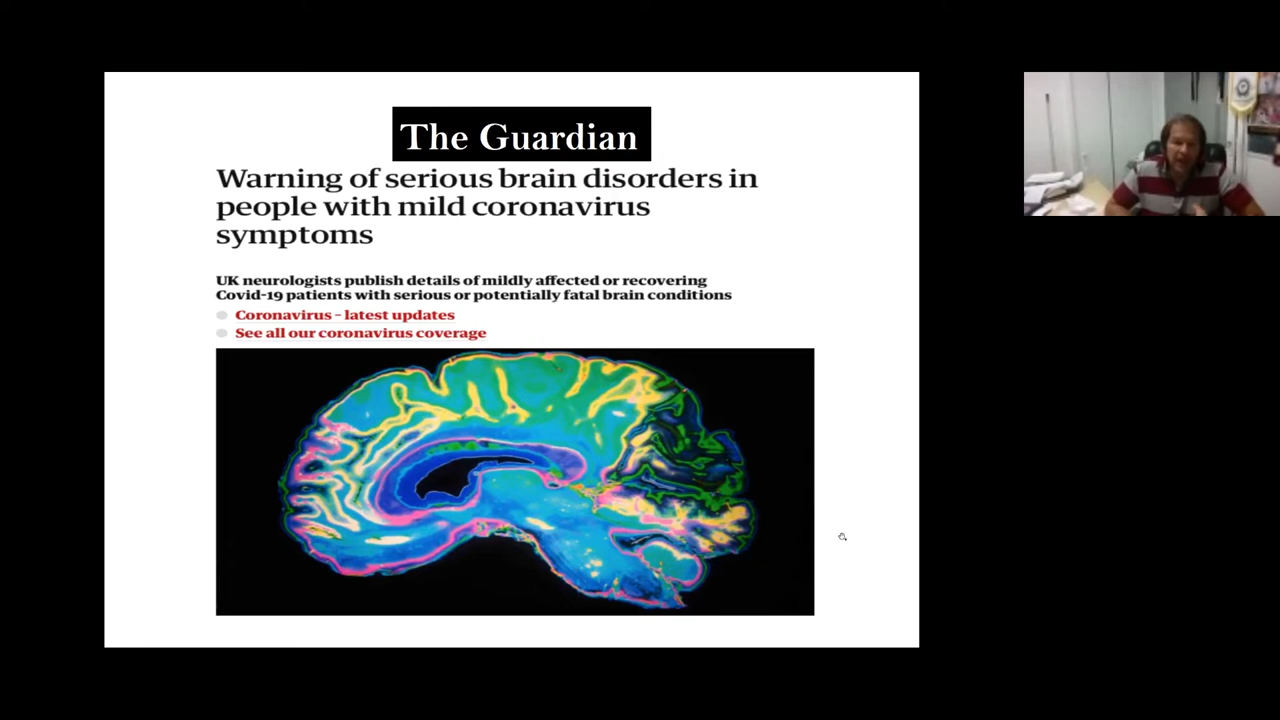 The Guardian
Warning of serious brain disorders in
people with mild coronavirus
symptoms
UK neurologists publish details of mildly affected or recovering
Covid-19 patients with serious or potentially fatal brain conditions
Coronavirus – latest updates
See all our coronavirus coverage